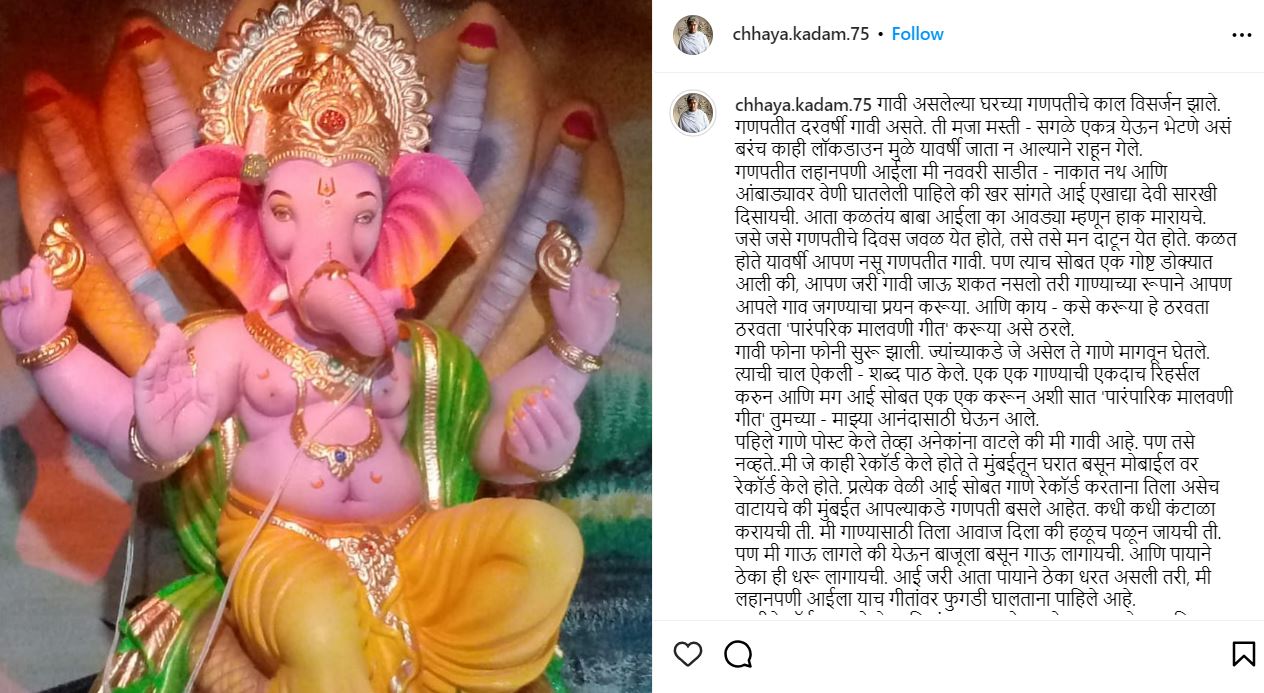 chhaya.kadam.75 • Follow
chhaya.kadam.75 गावी असलेल्या घरच्या गणपतीचे काल विसर्जन झाले.
गणपतीत दरवर्षी गावी असते. ती मजा मस्ती - सगळे एकत्र येऊन भेटणे असं
बरंच काही लॉकडाउन मुळे यावर्षी जाता न आल्याने राहून गेले.
गणपतीत लहानपणी आईला मी नववरी साडीत - नाकात नथ आणि
आंबाड्यावर वेणी घातलेली पाहिले की खर सांगते आई एखाद्या देवी सारखी
दिसायची. आता कळतंय बाबा आईला का आवड्या म्हणून हाक मारायचे.
जसे जसे गणपतीचे दिवस जवळ येत होते, तसे तसे मन दाटून येत होते. कळत
होते यावर्षी आपण नसू गणपतीत गावी. पण त्याच सोबत एक गोष्ट डोक्यात
आली की, आपण जरी गावी जाऊ शकत नसलो तरी गाण्याच्या रूपाने आपण
आपले गाव जगण्याचा प्रयन करूया. आणि काय - कसे करूया हे ठरवता
ठरवता 'पारंपरिक मालवणी गीत' करूया असे ठरले.
गावी फोना फोनी सुरू झाली. ज्यांच्याकडे जे असेल ते गाणे मागवून घेतले.
त्याची चाल ऐकली - शब्द पाठ केले. एक एक गाण्याची एकदाच रिहर्सल
करुन आणि मग आई सोबत एक एक करून अशी सात 'पारंपारिक मालवणी
गीत' तुमच्या - माझ्या आनंदासाठी घेऊन आले.
पहिले गाणे पोस्ट केले तेव्हा अनेकांना वाटले की मी गावी आहे. पण तसे
नव्हते..मी जे काही रेकॉर्ड केले होते ते मुंबईतून घरात बसून मोबाईल वर
रेकॉर्ड केले होते. प्रत्येक वेळी आई सोबत गाणे रेकॉर्ड करताना तिला असेच
वाटायचे की मुंबईत आपल्याकडे गणपती बसले आहेत. कधी कधी कंटाळा
करायची ती. मी गाण्यासाठी तिला आवाज दिला की हळूच पळून जायची ती.
पण मी गाऊ लागले की येऊन बाजूला बसून गाऊ लागायची. आणि पायाने
ठेका ही धरू लागायची. आई जरी आता पायाने ठेका धरत असली तरी, मी
लहानपणी आईला याच गीतांवर फुगडी घालताना पाहिले आहे.